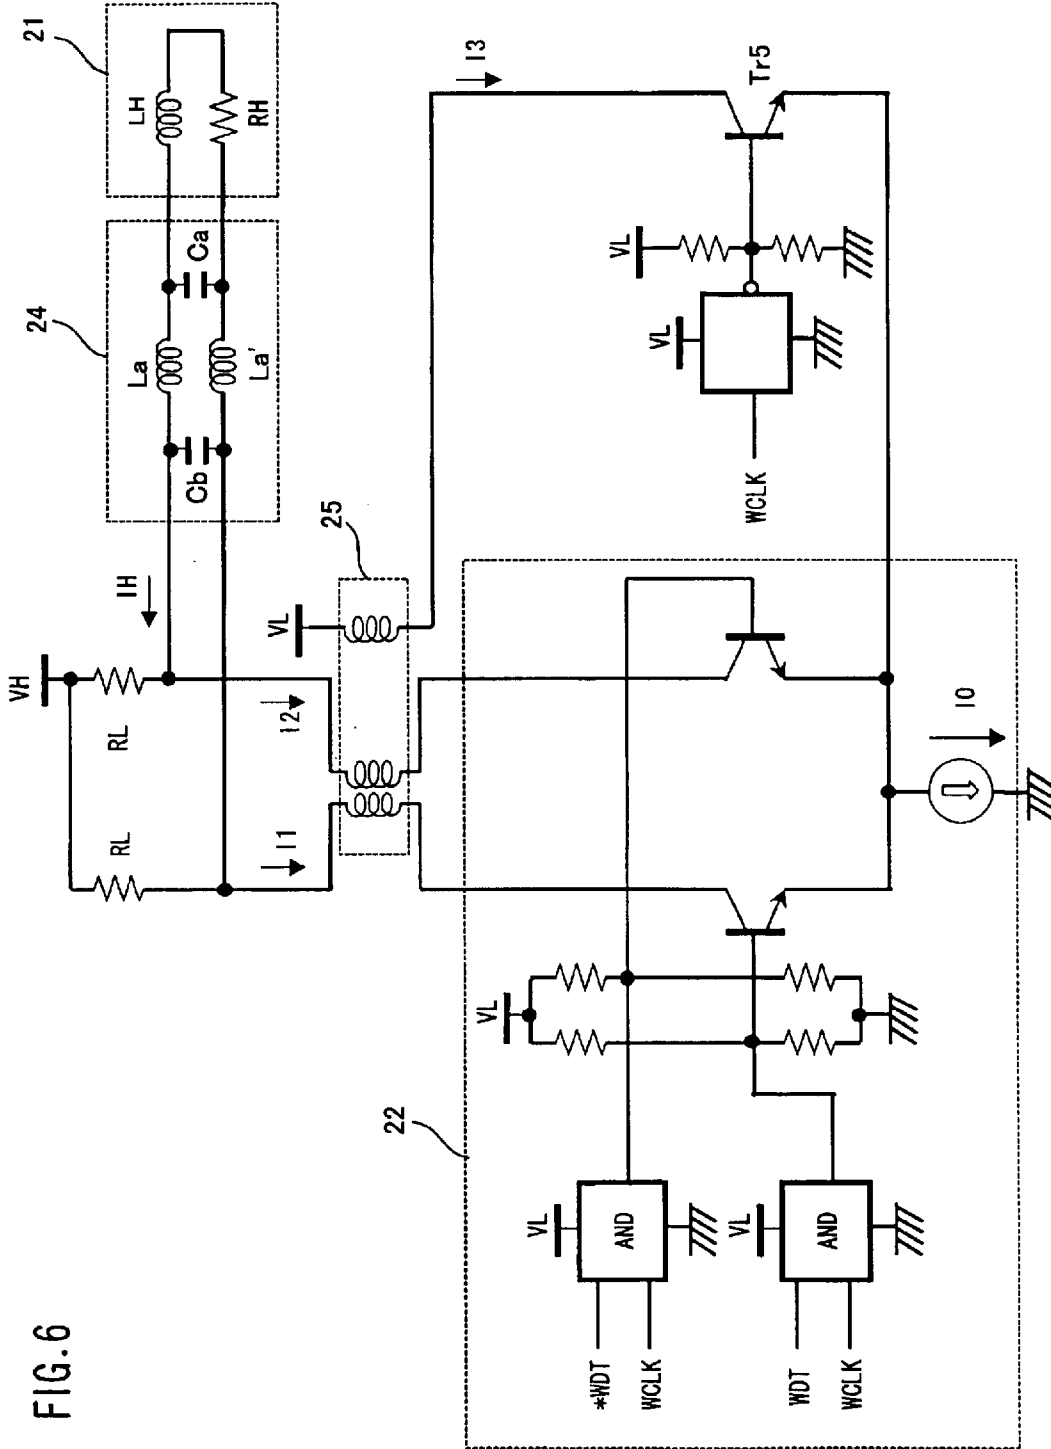 FIG.6
21
LH
RH
24
La
Ca
La'
Cb
VH
RL
RL
IH
I1
I2
25
VL
I3
Tr5
VL
VL
WCLK
22
VL
VL
AND
*WDT
WCLK
VL
AND
WDT
WCLK
I0